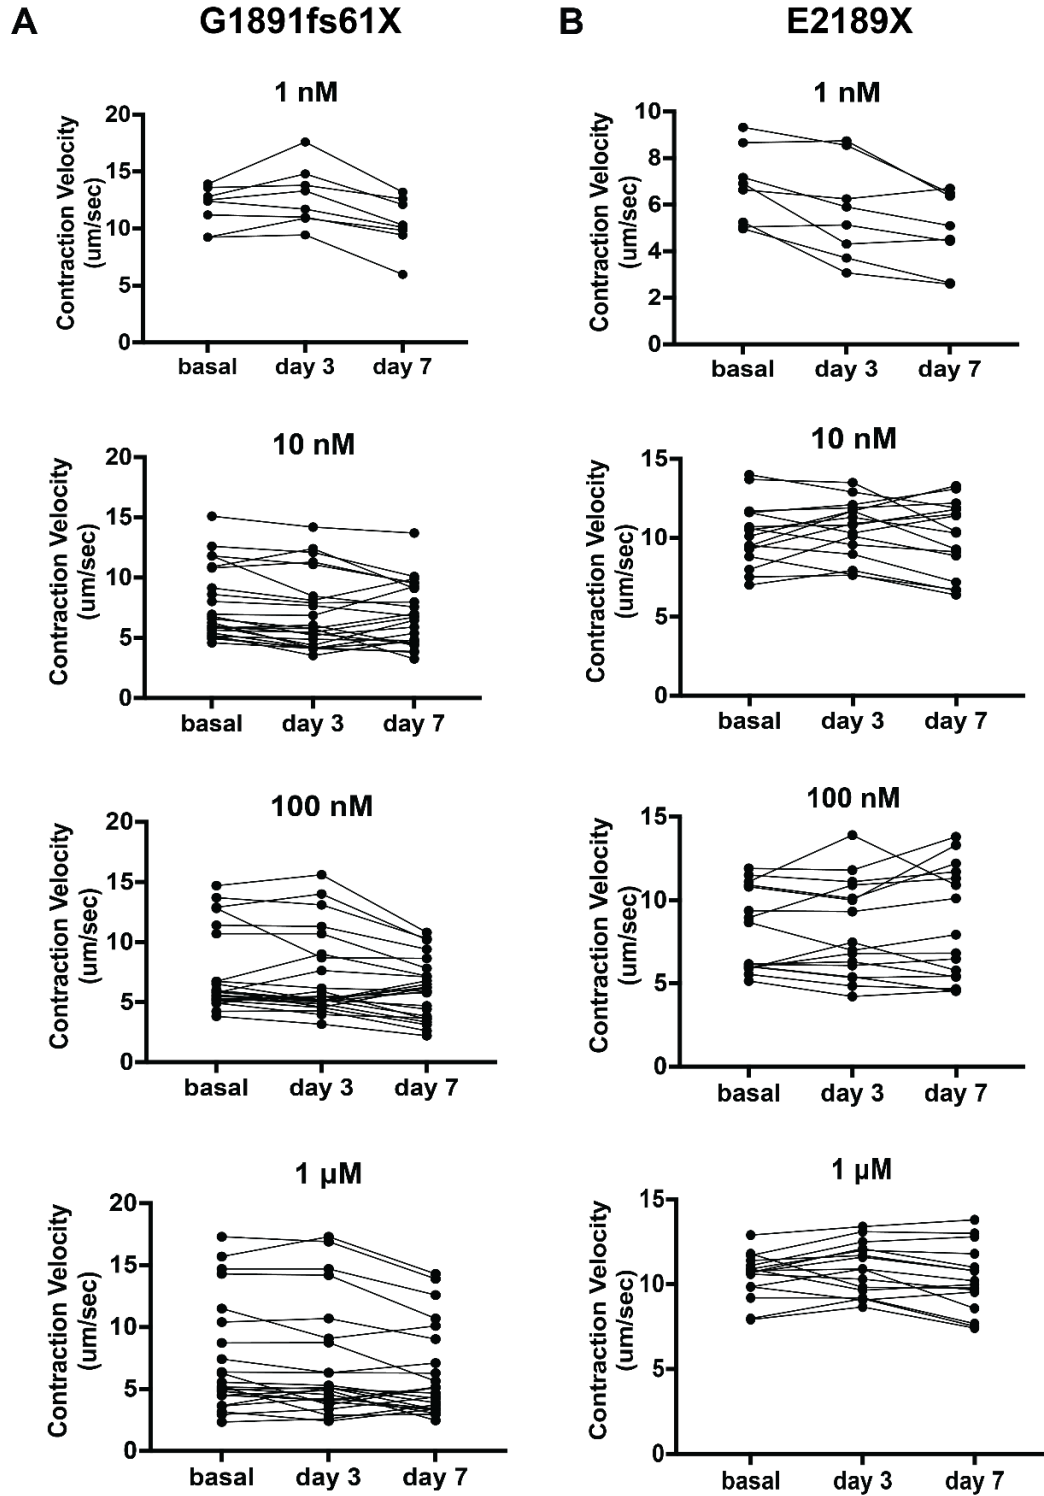 A
G1891fs61X
1 nM
Contraction Velocity
(um/sec)
20
15
10
5
0
basal day 3 day 7
10 nM
Contraction Velocity
(um/sec)
20
15
10
5
0
basal day 3 day 7
100 nM
Contraction Velocity
(um/sec)
20
15
10
5
0
basal day 3 day 7
1 µM
Contraction Velocity
(um/sec)
20
15
10
5
0
basal day 3 day 7
B
E2189X
1 nM
Contraction Velocity
(um/sec)
10
8
6
4
2
0
basal day 3 day 7
10 nM
Contraction Velocity
(um/sec)
15
10
5
0
basal day 3 day 7
100 nM
Contraction Velocity
(um/sec)
15
10
5
0
basal day 3 day 7
1 µM
Contraction Velocity
(um/sec)
15
10
5
0
basal day 3 day 7